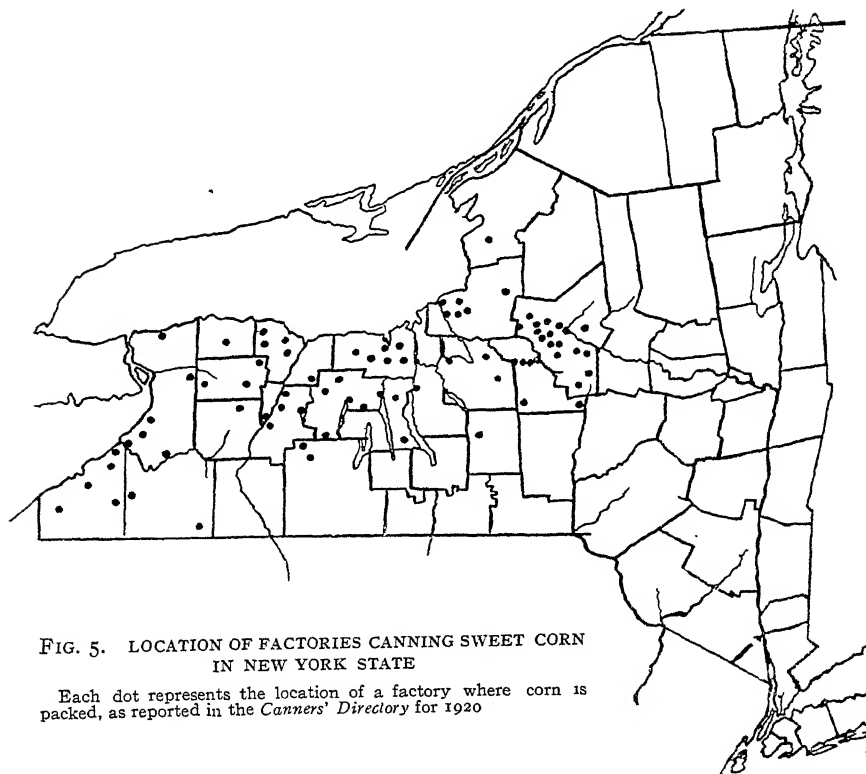 FIG. 5. LOCATION OF FACTORIES CANNING SWEET CORN
IN NEW YORK STATE
Each dot represents the location of a factory where corn is
packed, as reported in the Canners' Directory for 1920